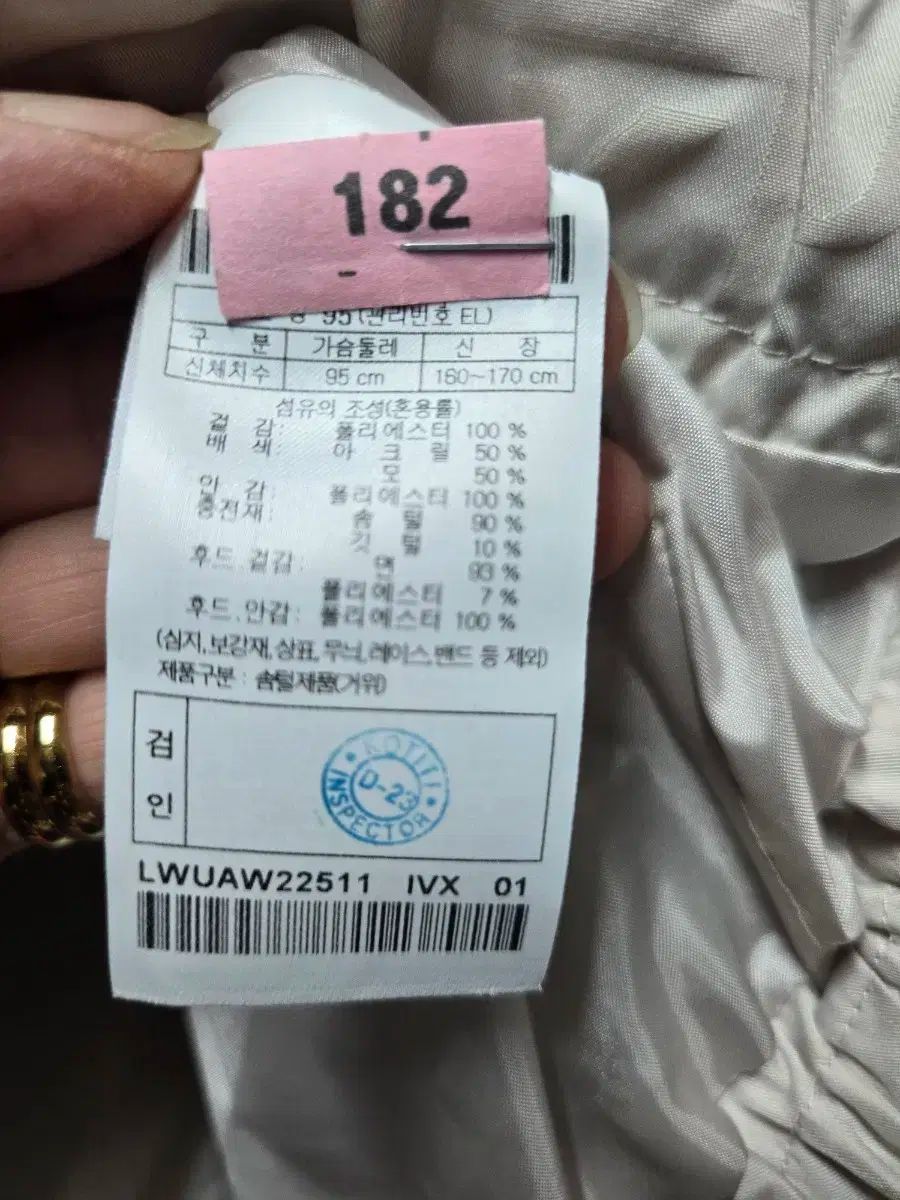 182
-
95 (관리번호 EL)
구 분 가슴둘레 신 장
신체치수 95 cm 160~170 cm
섬유의 조성(혼용률)
겉 감: 폴리에스터 100 %
배 색: 아 크 릴 50 %
모 50 %
안 감: 폴리에스터 100 %
충전재: 솜 털 90 %
깃 털 10 %
후드.겉감: 면 93 %
폴리에스터 7 %
후드.안감: 폴리에스터 100 %
(심지,보강재,상표,무늬,레이스,밴드 등 제외)
제품구분 : 솜털제품(거위)
검
인
KOTITI
D-23
INSPECTOR
LWUAW22511 IVX 01